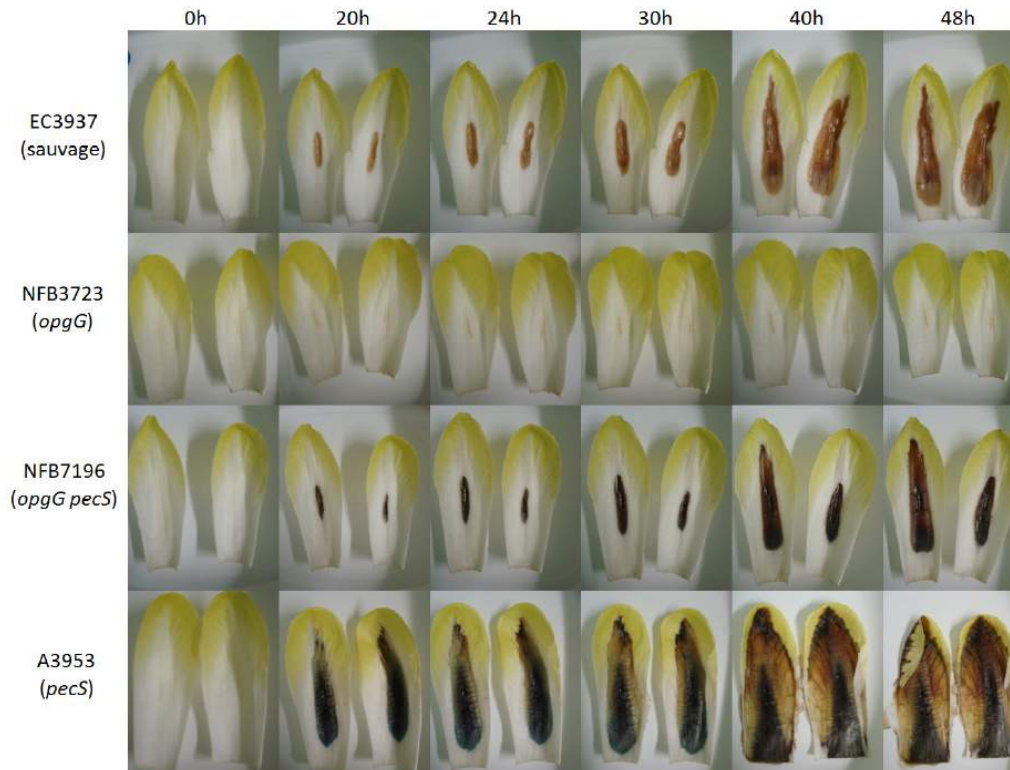 0h 20h 24h 30h 40h 48h
EC3937
(sauvage)
NFB3723
(opgG)
NFB7196
(opgG pecS)
A3953
(pecS)